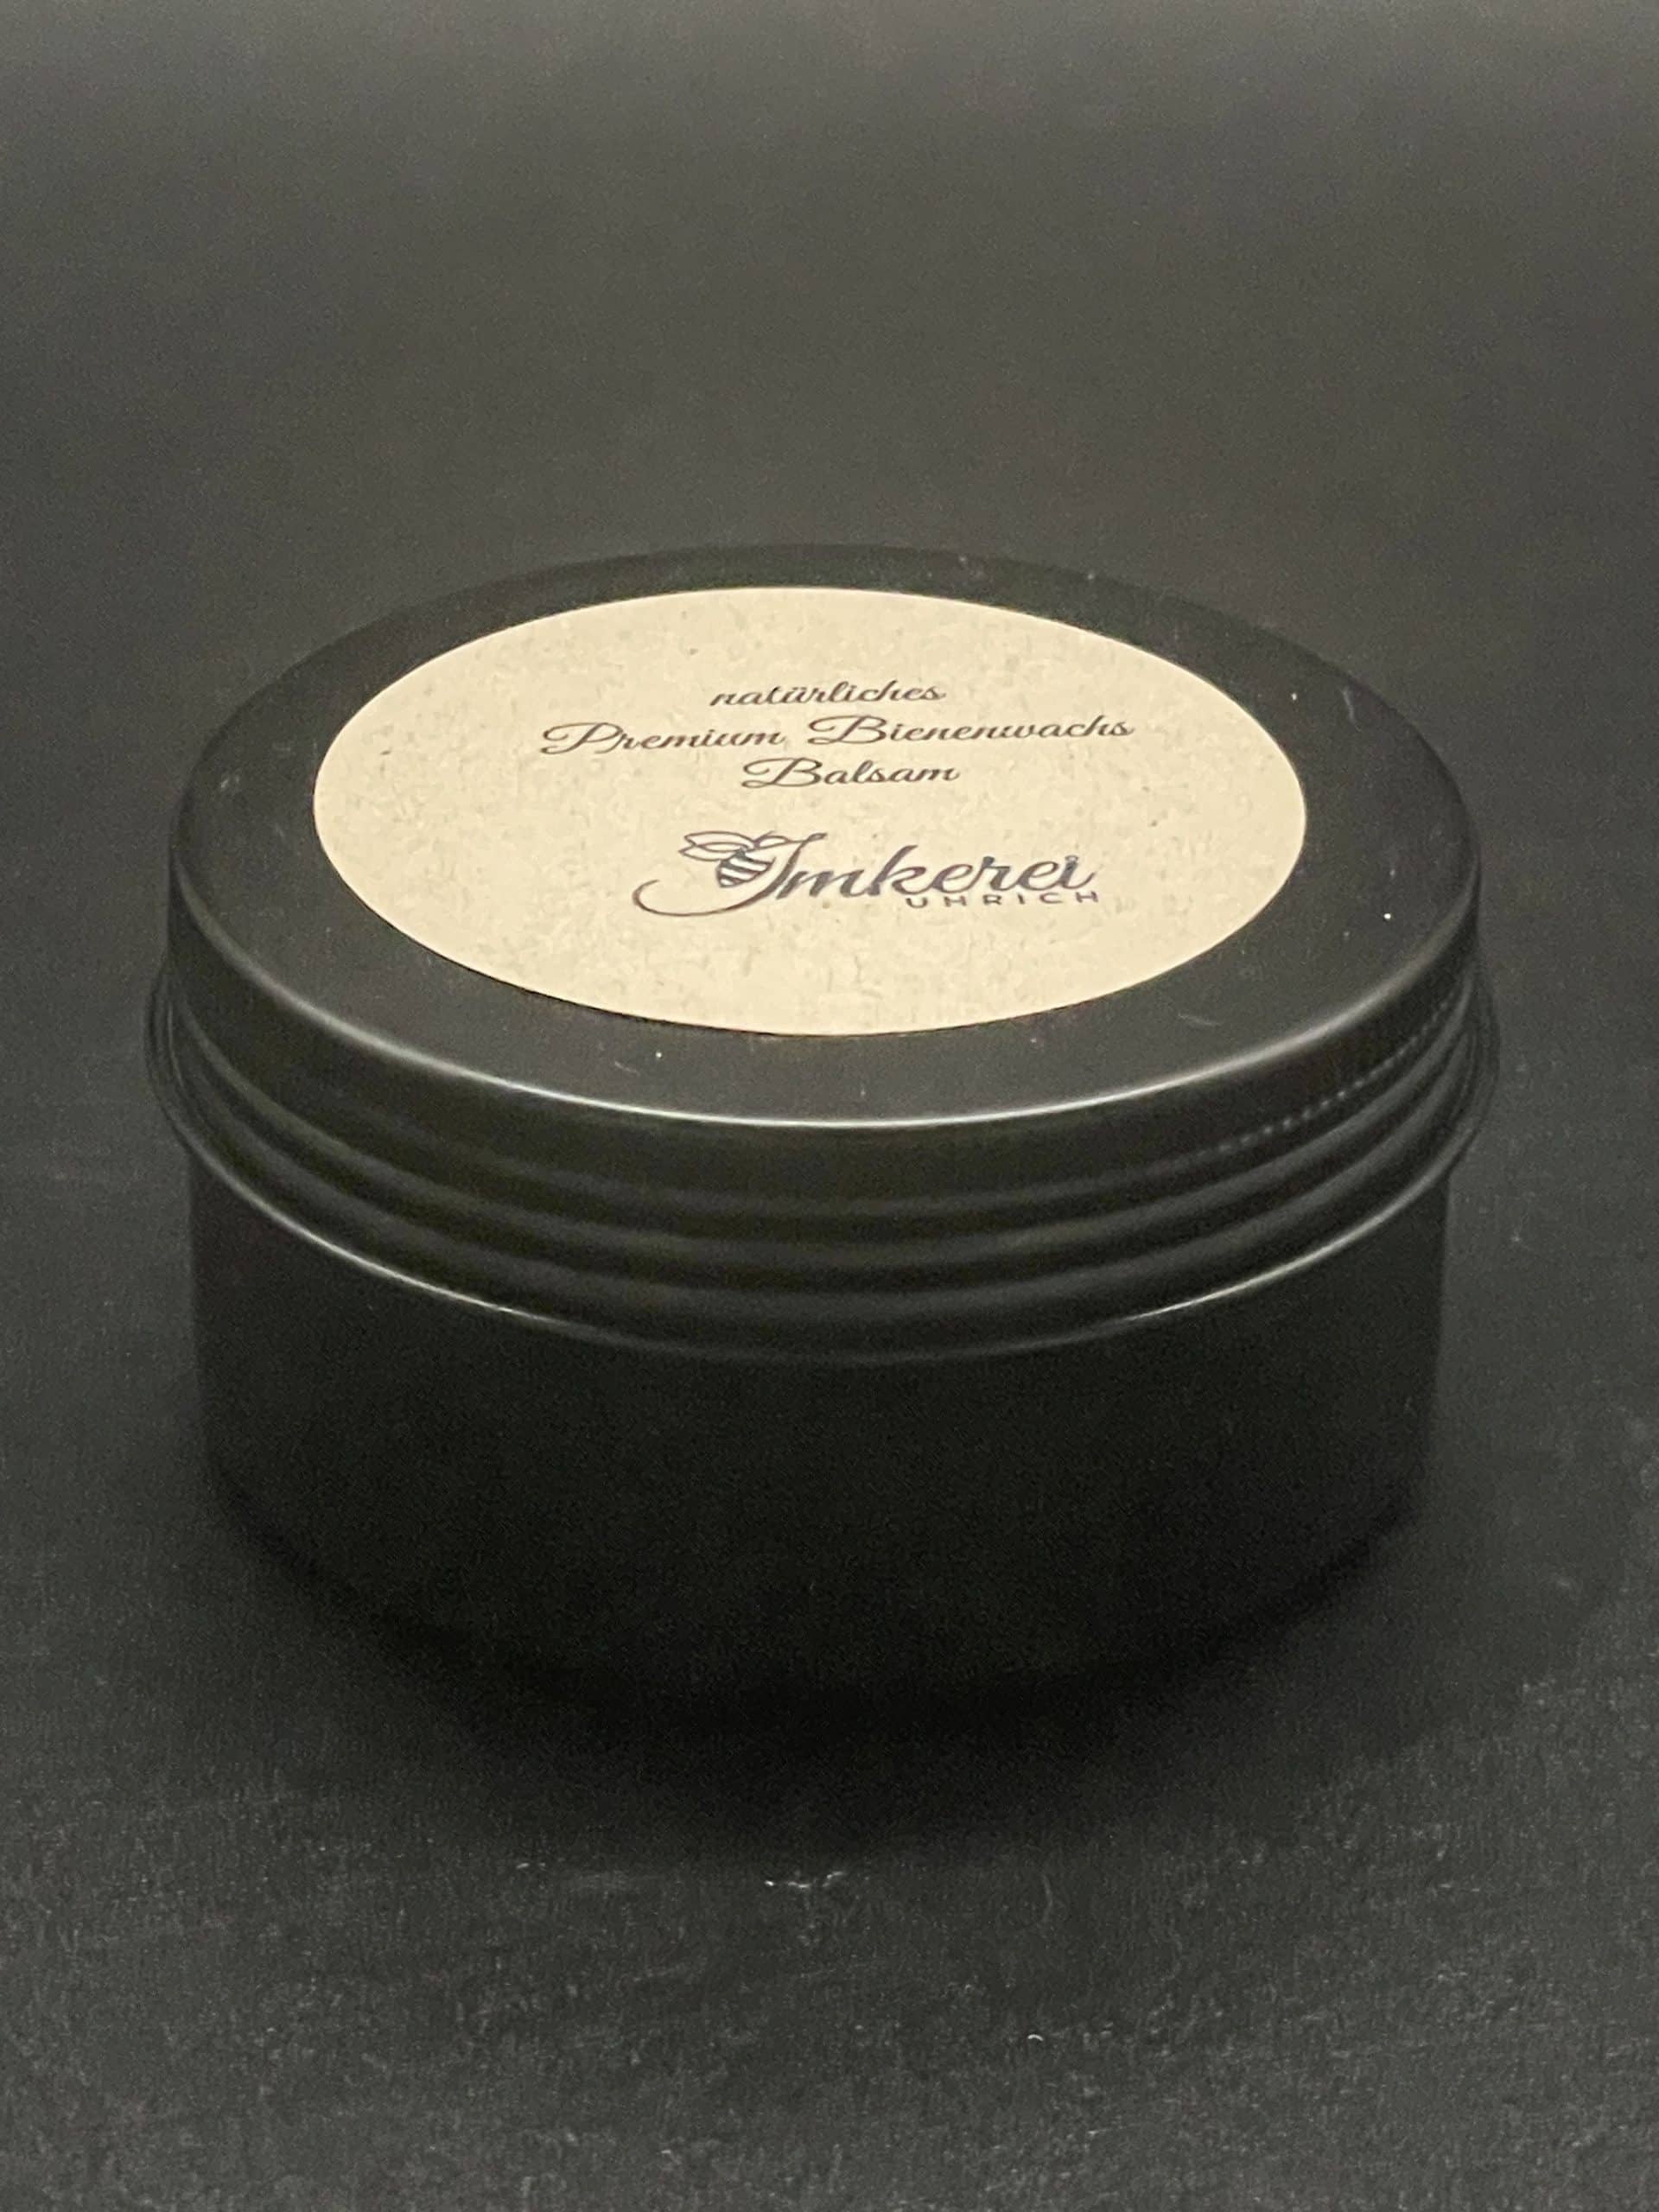 natürliches
Premium Bienenwachs
Balsam
Imkerei
UHRICH